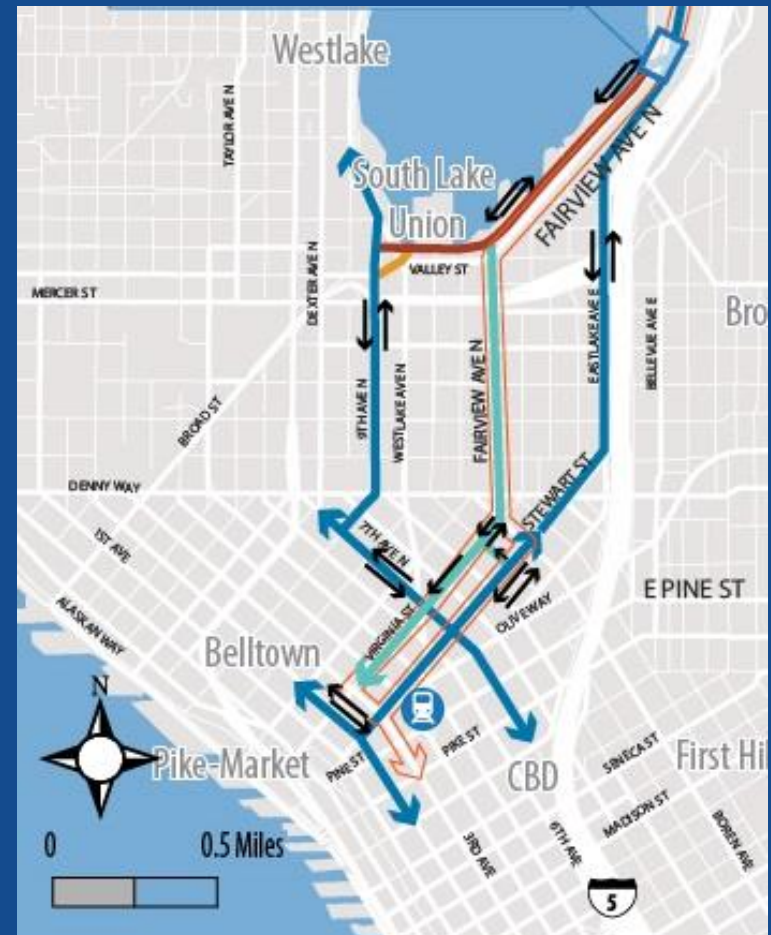 Westlake
TAYLOR AVE N
FAIRVIEW AVE N
South Lake
Union
VALLEY ST
MERCER ST
DEXTER AVE N
EASTLAKE AVE E
BELLEVUE AVE E
Bro
9TH AVE N
WESTLAKE AVE N
FAIRVIEW AVE N
BROAD ST
DENNY WAY
STEWART ST
1ST AVE
7TH AVE N
E PINE ST
ALASKAN WAY
VIRGINIA ST
OLIVE WAY
Belltown
N
Pike-Market
PINE ST
PIKE ST
CBD
SENECA ST
First Hi
MADISON ST
0 0.5 Miles
3RD AVE
6TH AVE
BOREN AVE
5